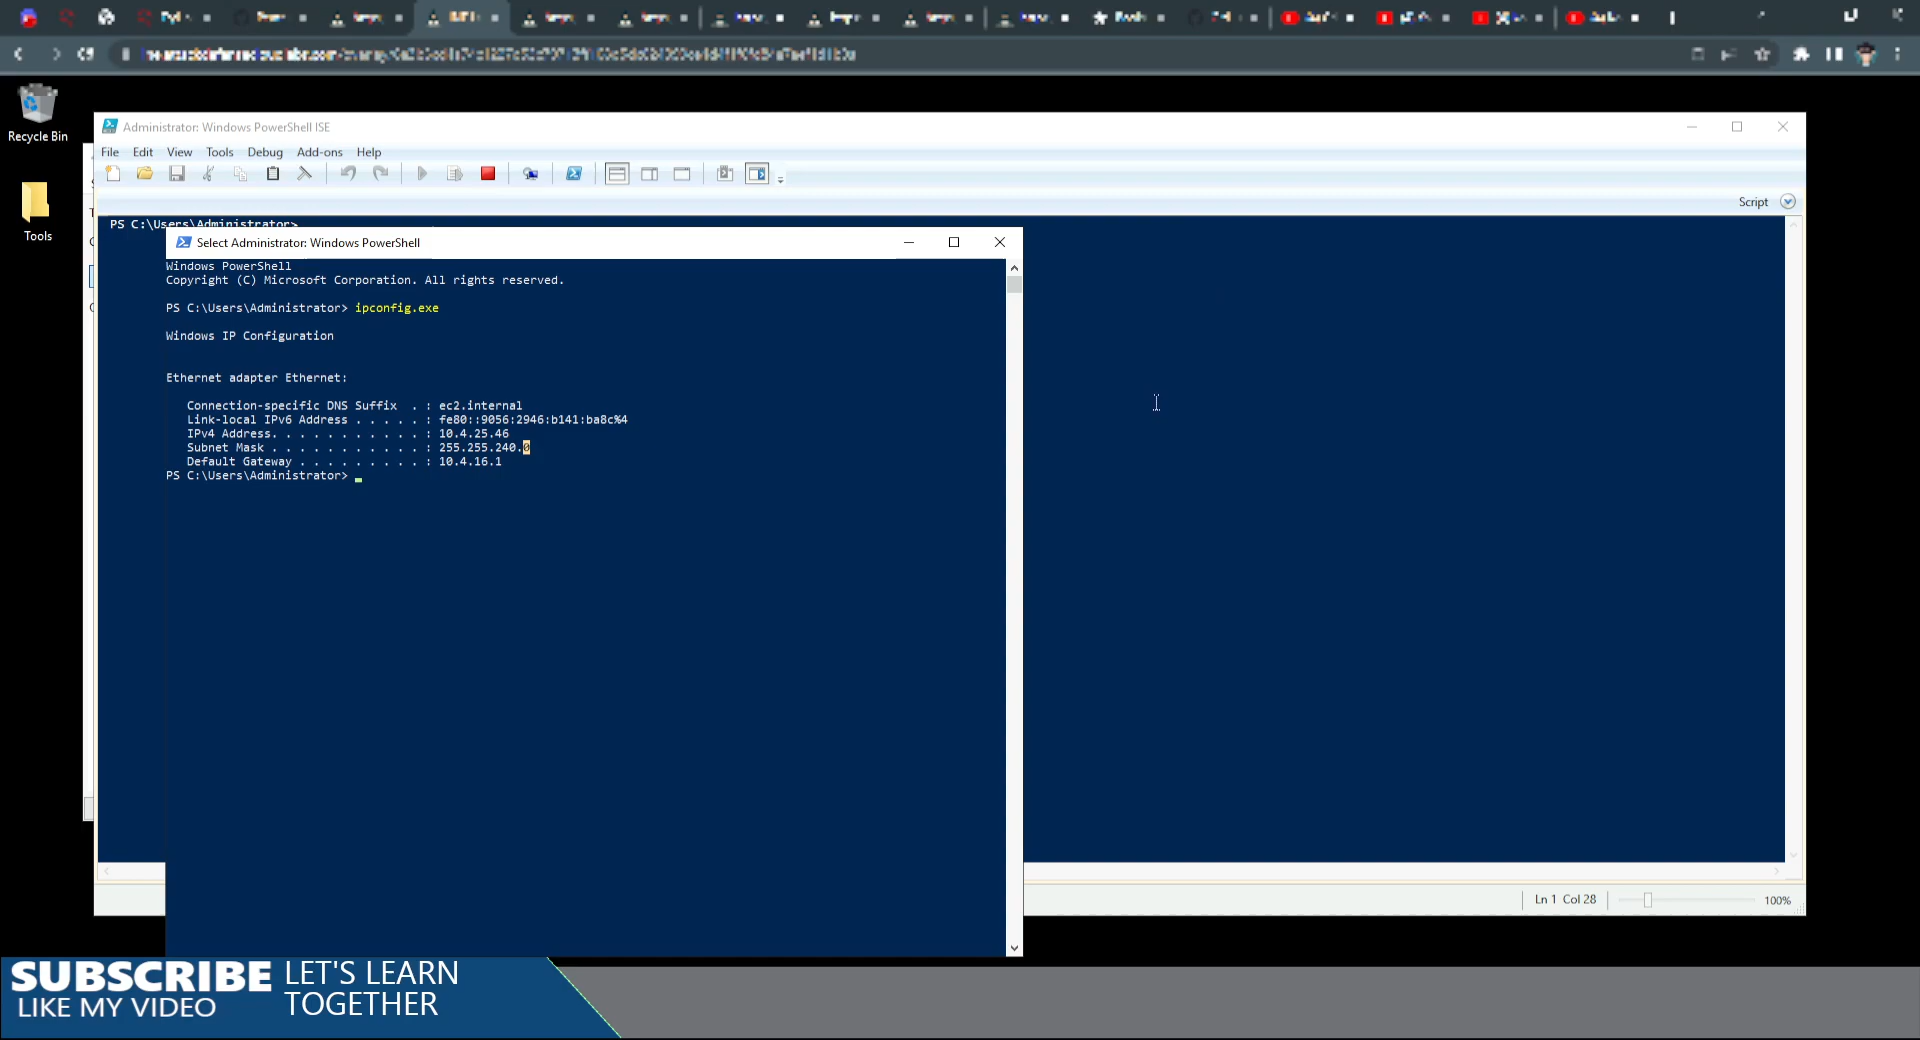 Recycle Bin
Tools
Administrator: Windows PowerShell ISE
File Edit View Tools Debug Add-ons Help
Script
PS C:\Users\Administrator>
Select Administrator: Windows PowerShell
Windows PowerShell
Copyright (C) Microsoft Corporation. All rights reserved.
PS C:\Users\Administrator> ipconfig.exe
Windows IP Configuration
Ethernet adapter Ethernet:
Connection-specific DNS Suffix . : ec2.internal
Link-local IPv6 Address . . . . . : fe80::9056:2946:b141:ba8c%4
IPv4 Address. . . . . . . . . . . : 10.4.25.46
Subnet Mask . . . . . . . . . . . : 255.255.240.0
Default Gateway . . . . . . . . . : 10.4.16.1
PS C:\Users\Administrator>
Ln 1 Col 28
100%
SUBSCRIBE
LIKE MY VIDEO
LET'S LEARN
TOGETHER